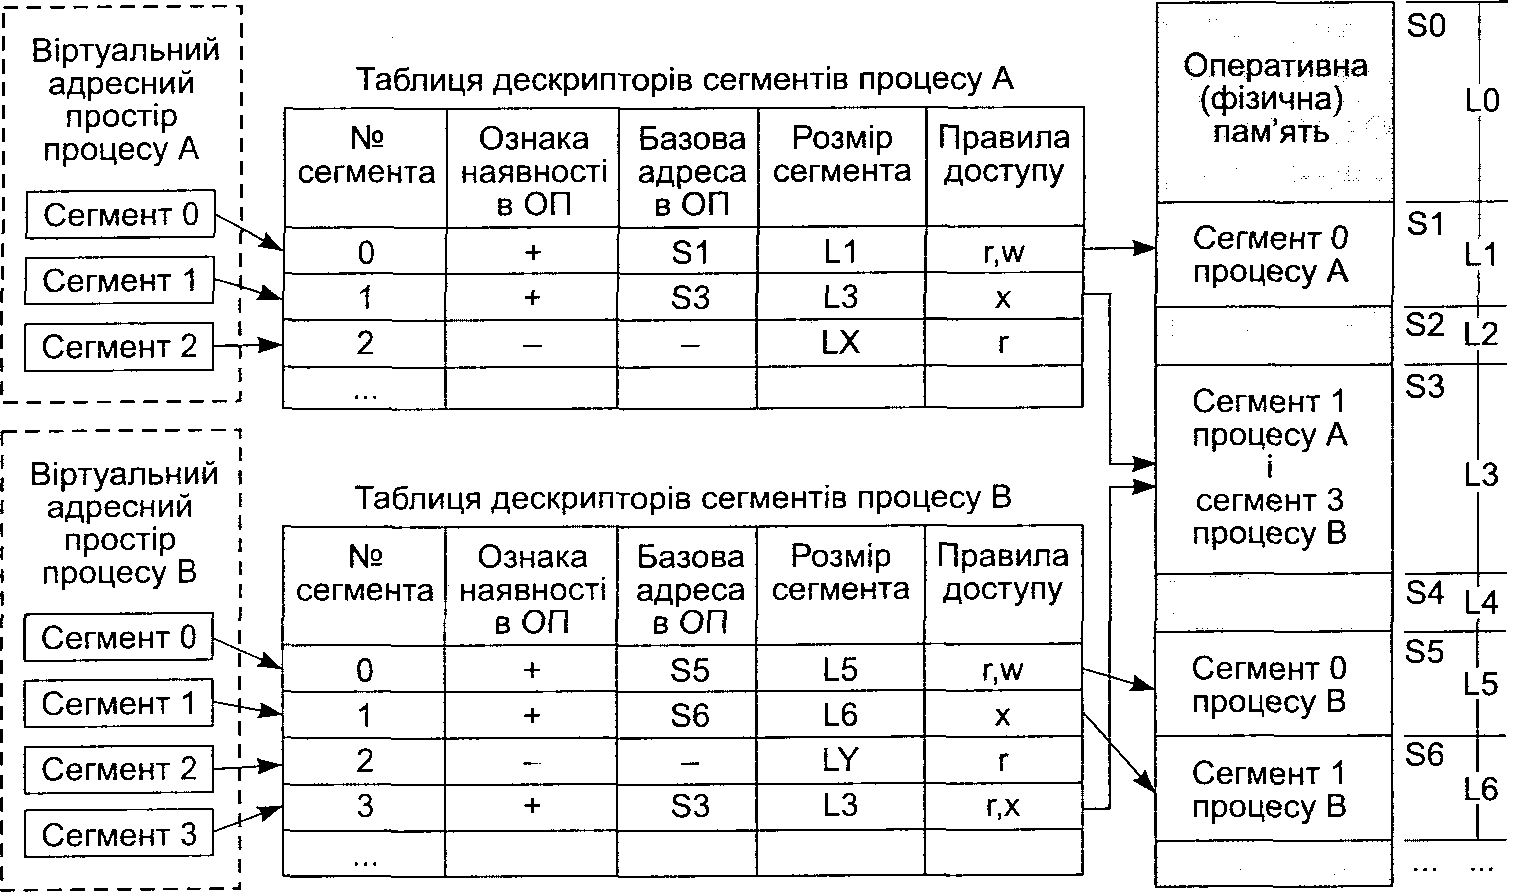 Віртуальний
адресний
простір
процесу А
Сегмент 0
Сегмент 1
Сегмент 2
Таблиця дескрипторів сегментів процесу А
№
сегмента
Ознака
наявності
в ОП
Базова
адреса
в ОП
Розмір
сегмента
Правила
доступу
0 + S1 L1 r,w
1 + S3 L3 x
2 – – LX r
...
Віртуальний
адресний
простір
процесу В
Сегмент 0
Сегмент 1
Сегмент 2
Сегмент 3
Таблиця дескрипторів сегментів процесу В
№
сегмента
Ознака
наявності
в ОП
Базова
адреса
в ОП
Розмір
сегмента
Правила
доступу
0 + S5 L5 r,w
1 + S6 L6 x
2 – – LY r
3 + S3 L3 r,x
...
Оперативна
(фізична)
пам'ять
Сегмент 0
процесу А
Сегмент 1
процесу А
і
сегмент 3
процесу В
Сегмент 0
процесу В
Сегмент 1
процесу В
S0
L0
S1
L1
S2
L2
S3
L3
S4
L4
S5
L5
S6
L6
... ...